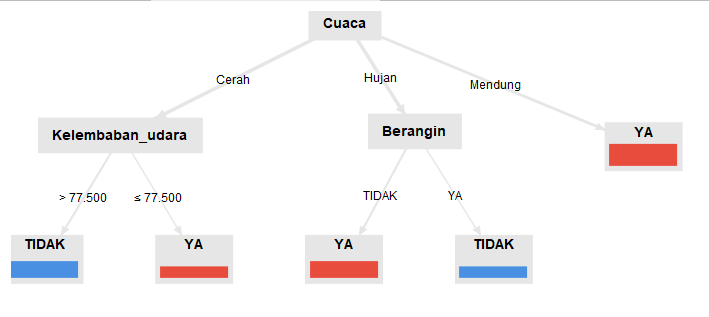 Cuaca
Cerah
Hujan
Mendung
Kelembaban_udara
Berangin
YA
> 77.500
≤ 77.500
TIDAK
YA
TIDAK
YA
YA
TIDAK